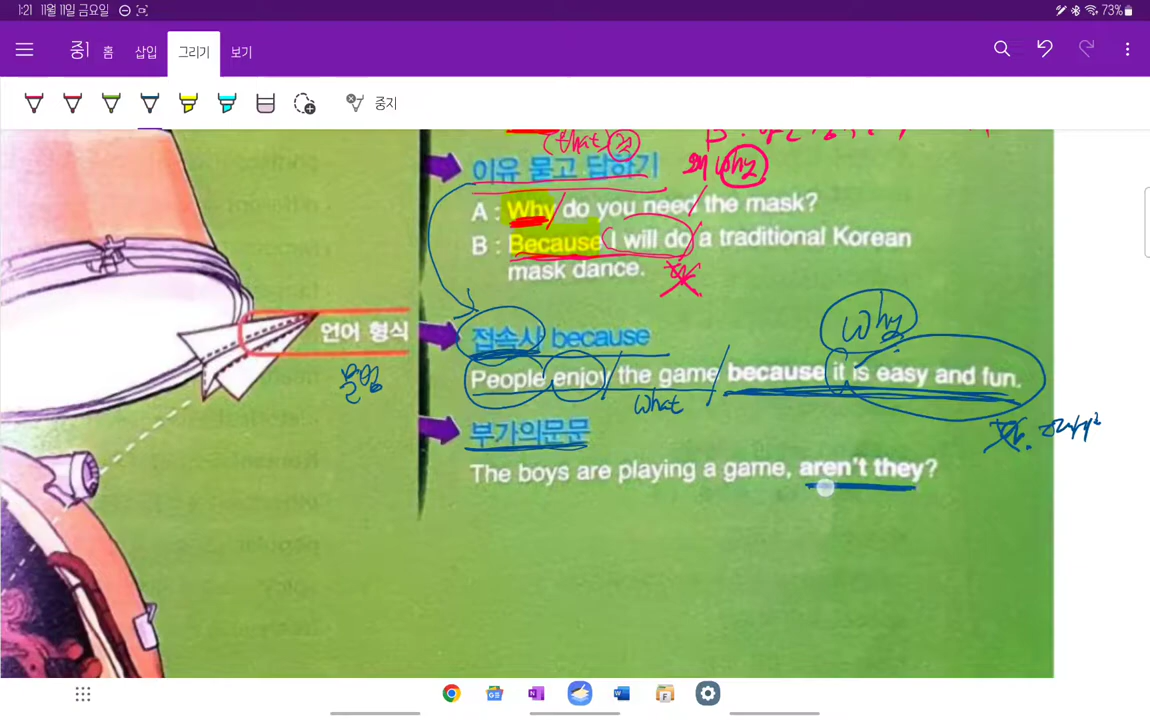 1:21 11월 11일 금요일 73%
중1 홈 삽입 그리기 보기
중지
(that)
이유 묻고 답하기 why
A : Why do you need the mask?
B : Because I will do a traditional Korean
mask dance.
why
언어 형식 접속사 because
People enjoy the game because it is easy and fun.
문법 what
부가의문문
The boys are playing a game, aren't they?